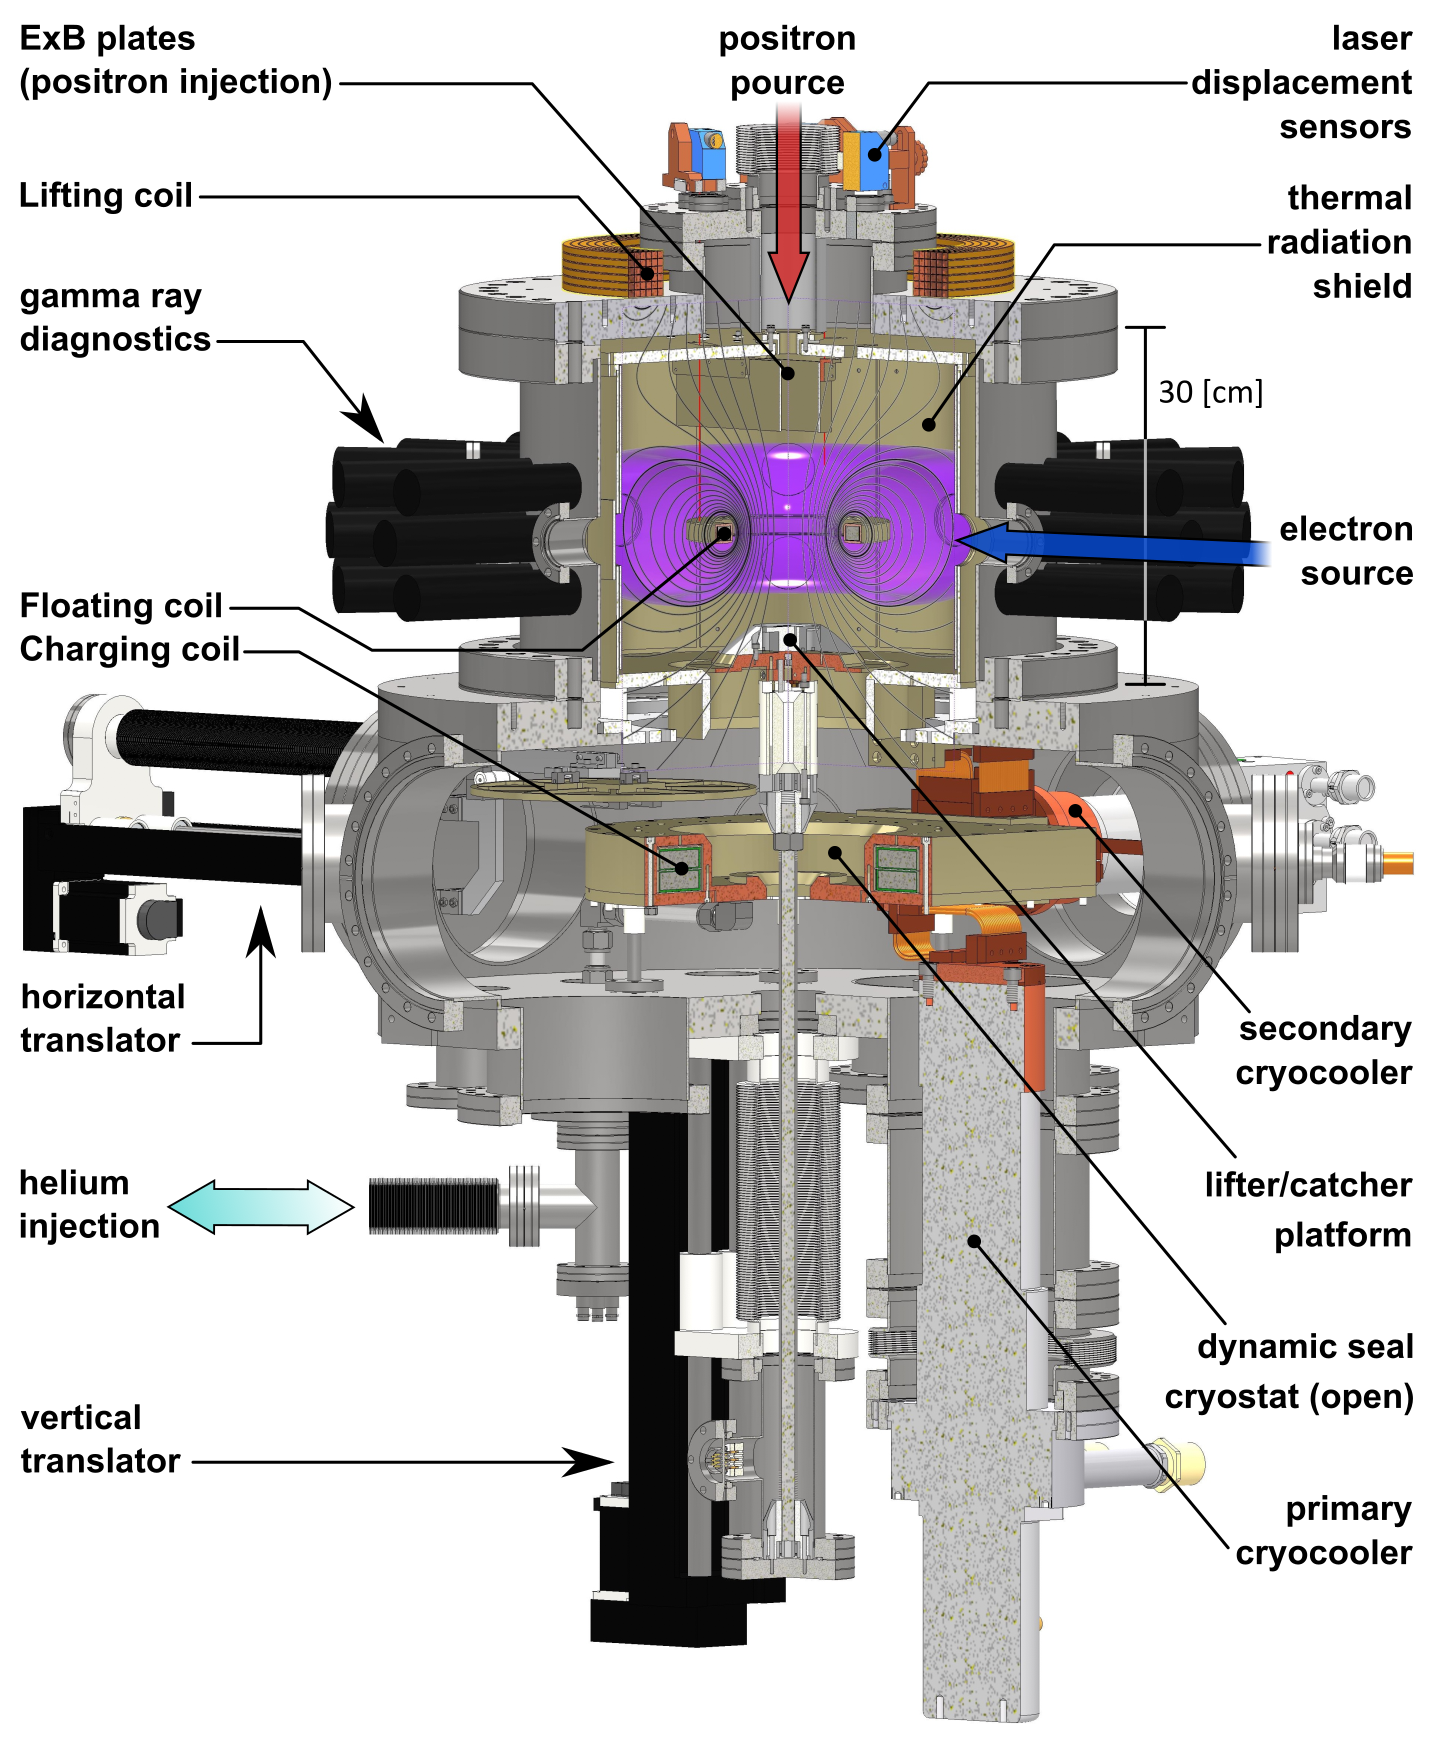 ExB plates
(positron injection)
positron
pource
laser
displacement
sensors
Lifting coil
thermal
radiation
shield
gamma ray
diagnostics
30 [cm]
electron
source
Floating coil
Charging coil
horizontal
translator
secondary
cryocooler
helium
injection
lifter/catcher
platform
dynamic seal
cryostat (open)
vertical
translator
primary
cryocooler